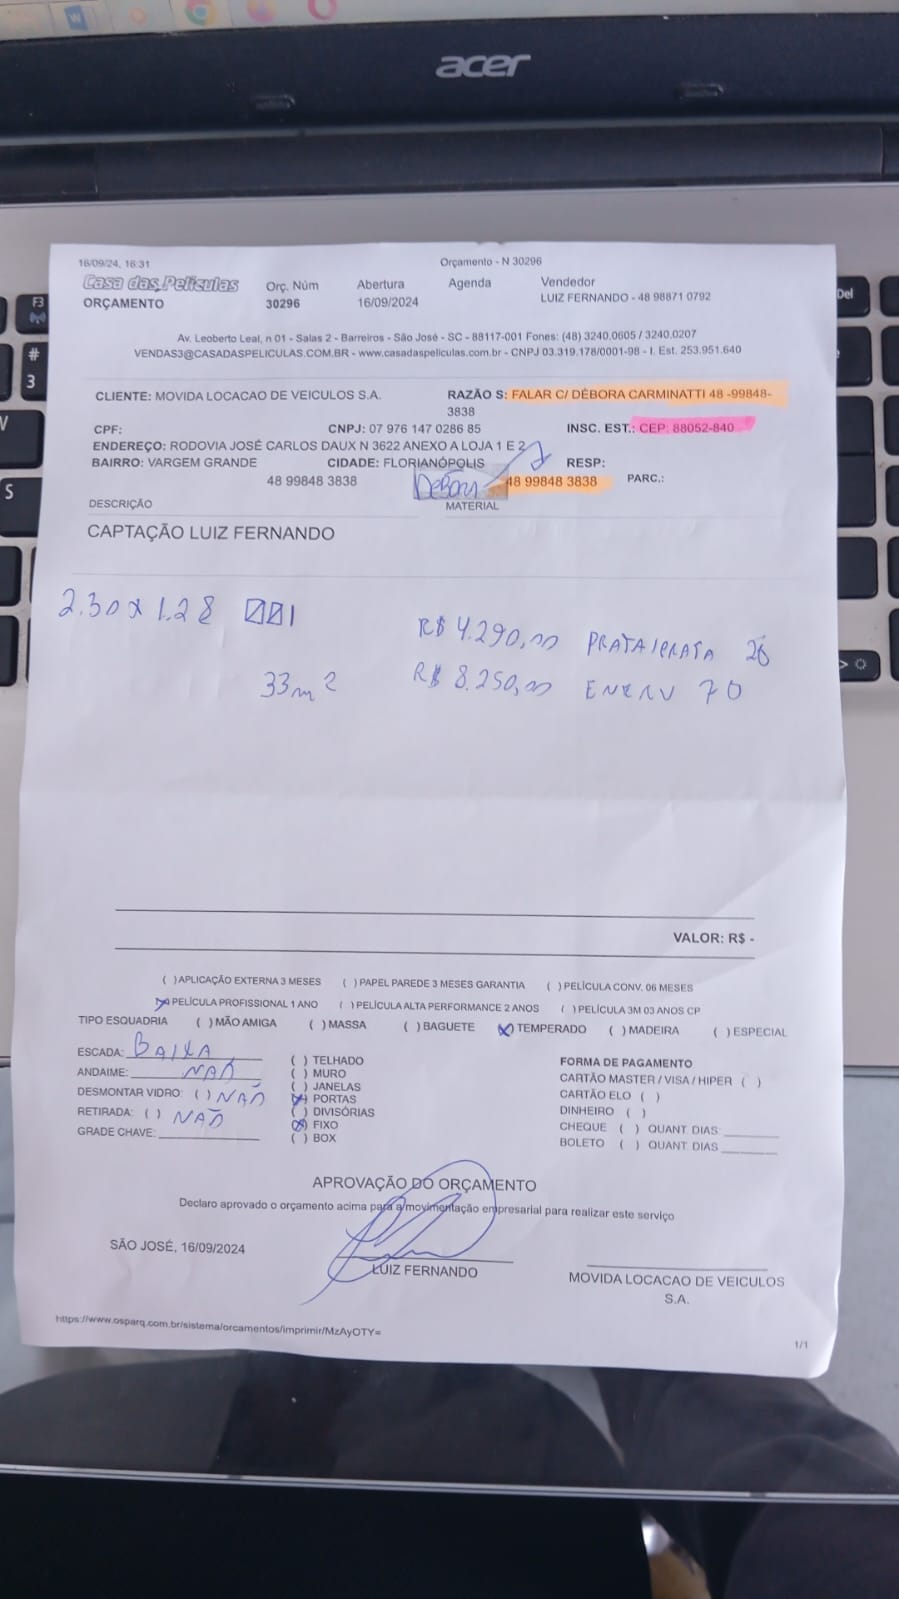 acer
F3
Del
#
3
S
16/09/24, 16:31
Orçamento - N 30296
Casa das Películas
Orç. Núm
Abertura
Agenda
Vendedor
ORÇAMENTO
30296
16/09/2024
LUIZ FERNANDO - 48 98871 0792
Av. Leoberto Leal, n 01 - Salas 2 - Barreiros - São José - SC - 88117-001 Fones: (48) 3240.0605 / 3240.0207
VENDAS3@CASADASPELICULAS.COM.BR - www.casadaspeliculas.com.br - CNPJ 03.319.178/0001-98 - I. Est. 253.951.640
CLIENTE: MOVIDA LOCACAO DE VEICULOS S.A.
RAZÃO S: FALAR C/ DÉBORA CARMINATTI 48 -99848-
3838
CPF:
CNPJ: 07 976 147 0286 85
INSC. EST.: CEP: 88052-840
ENDEREÇO: RODOVIA JOSÉ CARLOS DAUX N 3622 ANEXO A LOJA 1 E 2
BAIRRO: VARGEM GRANDE
CIDADE: FLORIANÓPOLIS
RESP:
48 99848 3838
DEBORA
48 99848 3838
PARC.:
DESCRIÇÃO
MATERIAL
CAPTAÇÃO LUIZ FERNANDO
2.30 x 1.28
R$ 4.290,00 PRATA/PRATA
33m2
R$ 8.250,00 ENERV 70
VALOR: R$ -
( )APLICAÇÃO EXTERNA 3 MESES ( )PAPEL PAREDE 3 MESES GARANTIA ( )PELÍCULA CONV. 06 MESES
(X)PELÍCULA PROFISSIONAL 1 ANO ( )PELÍCULA ALTA PERFORMANCE 2 ANOS ( )PELÍCULA 3M 03 ANOS CP
TIPO ESQUADRIA ( )MÃO AMIGA ( )MASSA ( )BAGUETE (X)TEMPERADO ( )MADEIRA ( )ESPECIAL
ESCADA: BAIXA
ANDAIME: NAO
DESMONTAR VIDRO: ( ) NÃO
RETIRADA: ( ) NÃO
GRADE CHAVE:
( ) TELHADO
( ) MURO
( ) JANELAS
(X) PORTAS
( ) DIVISÓRIAS
(X) FIXO
( ) BOX
FORMA DE PAGAMENTO
CARTÃO MASTER / VISA / HIPER ( )
CARTÃO ELO ( )
DINHEIRO ( )
CHEQUE ( ) QUANT DIAS:
BOLETO ( ) QUANT DIAS
APROVAÇÃO DO ORÇAMENTO
Declaro aprovado o orçamento acima para a movimentação empresarial para realizar este serviço
SÃO JOSÉ, 16/09/2024
LUIZ FERNANDO
MOVIDA LOCACAO DE VEICULOS
S.A.
https://www.osparq.com.br/sistema/orcamentos/imprimir/MzAyOTY=
1/1